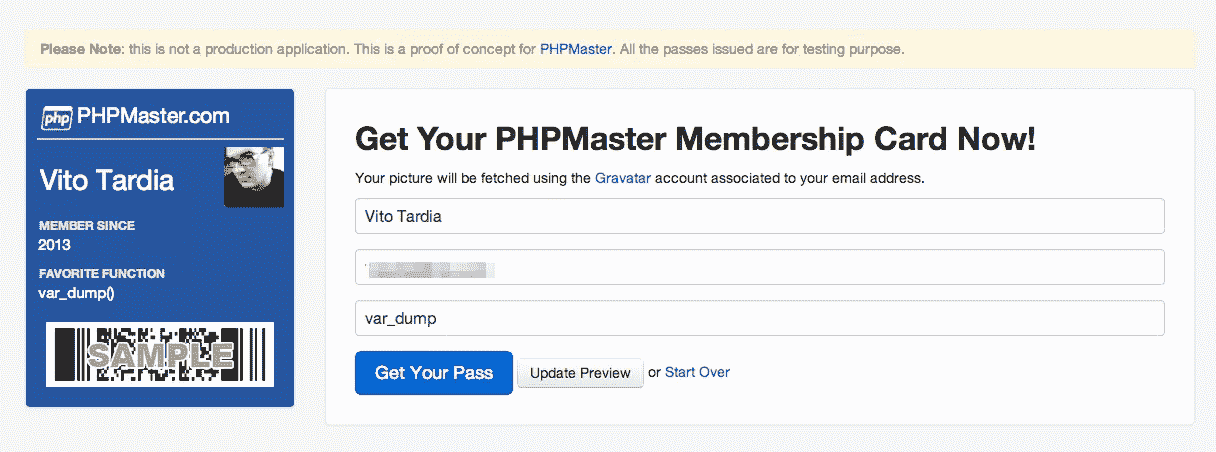 Please Note: this is not a production application. This is a proof of concept for PHPMaster. All the passes issued are for testing purpose.
php PHPMaster.com
Vito Tardia
MEMBER SINCE
2013
FAVORITE FUNCTION
var_dump()
SAMPLE
Get Your PHPMaster Membership Card Now!
Your picture will be fetched using the Gravatar account associated to your email address.
Vito Tardia
var_dump
Get Your Pass Update Preview or Start Over